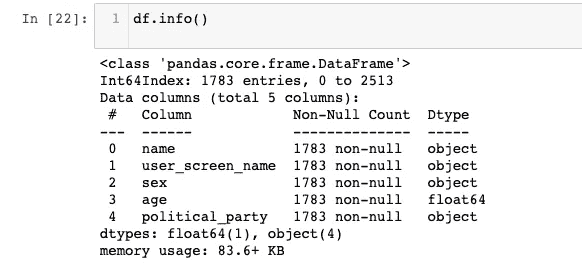 In [22]: 1 df.info()
<class 'pandas.core.frame.DataFrame'>
Int64Index: 1783 entries, 0 to 2513
Data columns (total 5 columns):
 #   Column            Non-Null Count  Dtype
---  ------            --------------  -----
 0   name              1783 non-null   object
 1   user_screen_name  1783 non-null   object
 2   sex               1783 non-null   object
 3   age               1783 non-null   float64
 4   political_party   1783 non-null   object
dtypes: float64(1), object(4)
memory usage: 83.6+ KB